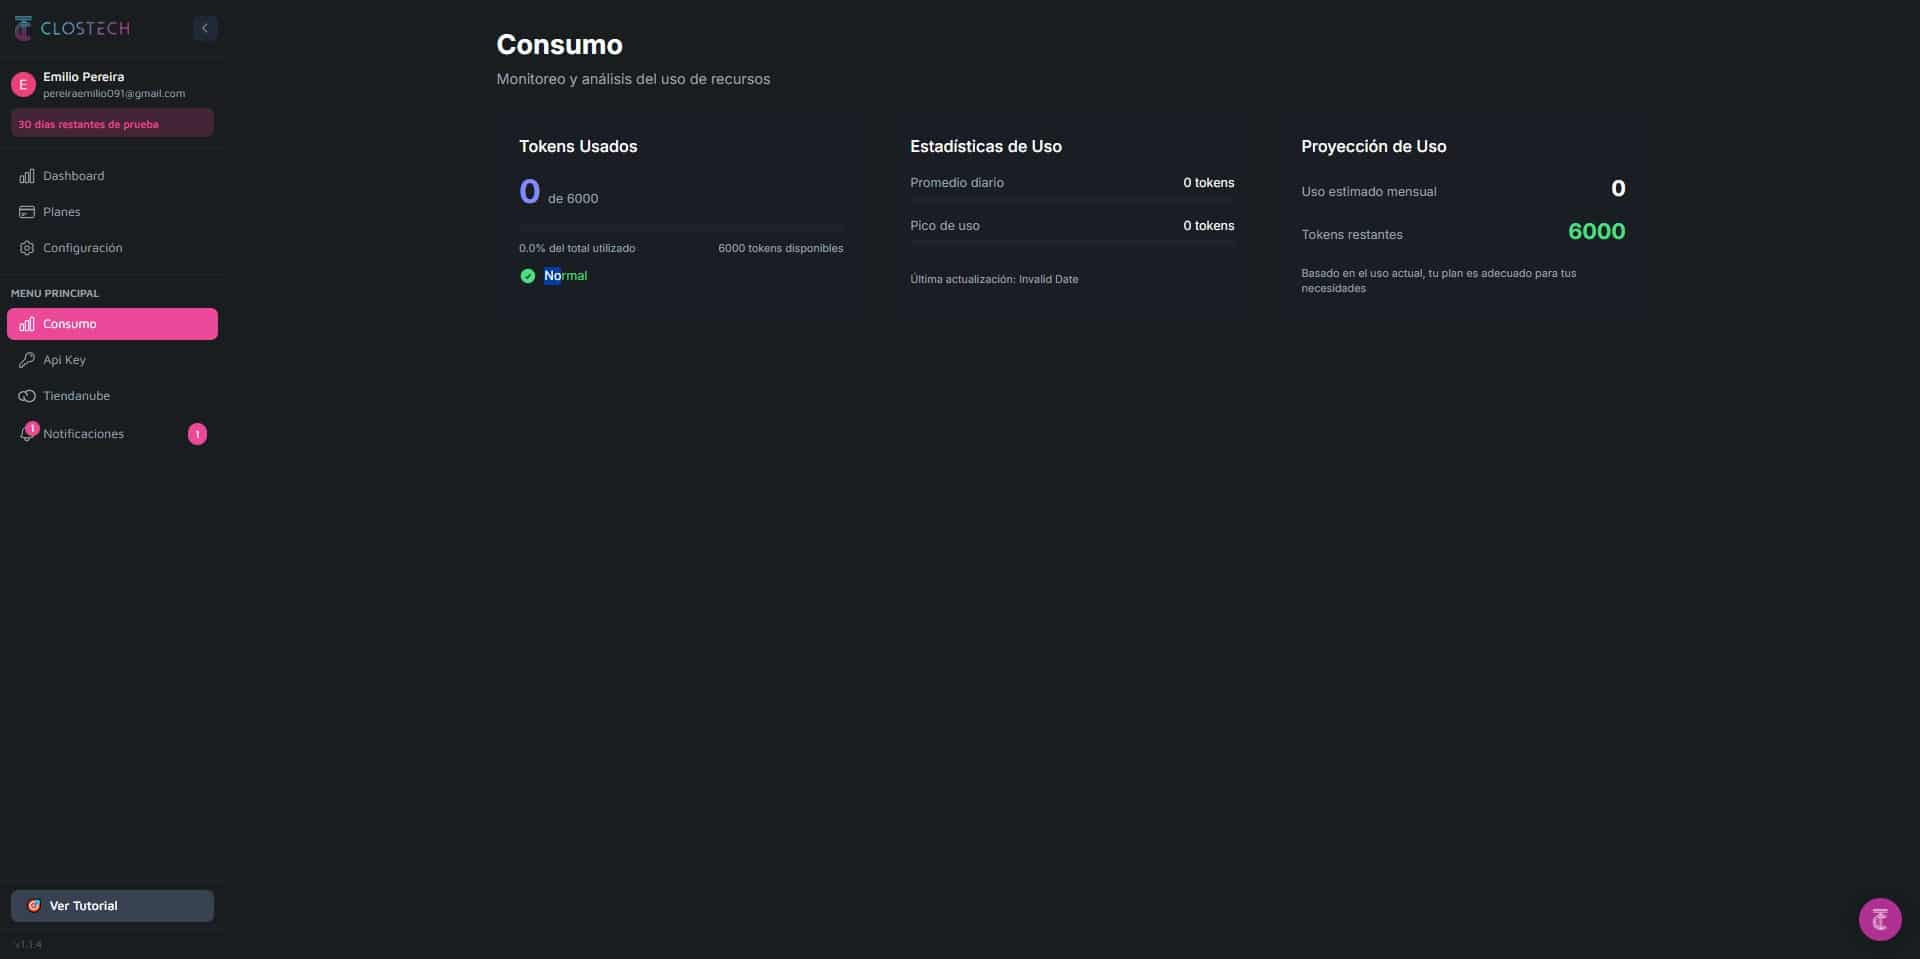 CLOSTECH
E
Emilio Pereira
pereiraemilio091@gmail.com
30 días restantes de prueba
Dashboard
Planes
Configuración
MENU PRINCIPAL
Consumo
Api Key
Tiendanube
1
Notificaciones
1
Ver Tutorial
v1.1.4
Consumo
Monitoreo y análisis del uso de recursos
Tokens Usados
0 de 6000
0.0% del total utilizado
6000 tokens disponibles
Normal
Estadísticas de Uso
Promedio diario
0 tokens
Pico de uso
0 tokens
Última actualización: Invalid Date
Proyección de Uso
Uso estimado mensual
0
Tokens restantes
6000
Basado en el uso actual, tu plan es adecuado para tus
necesidades